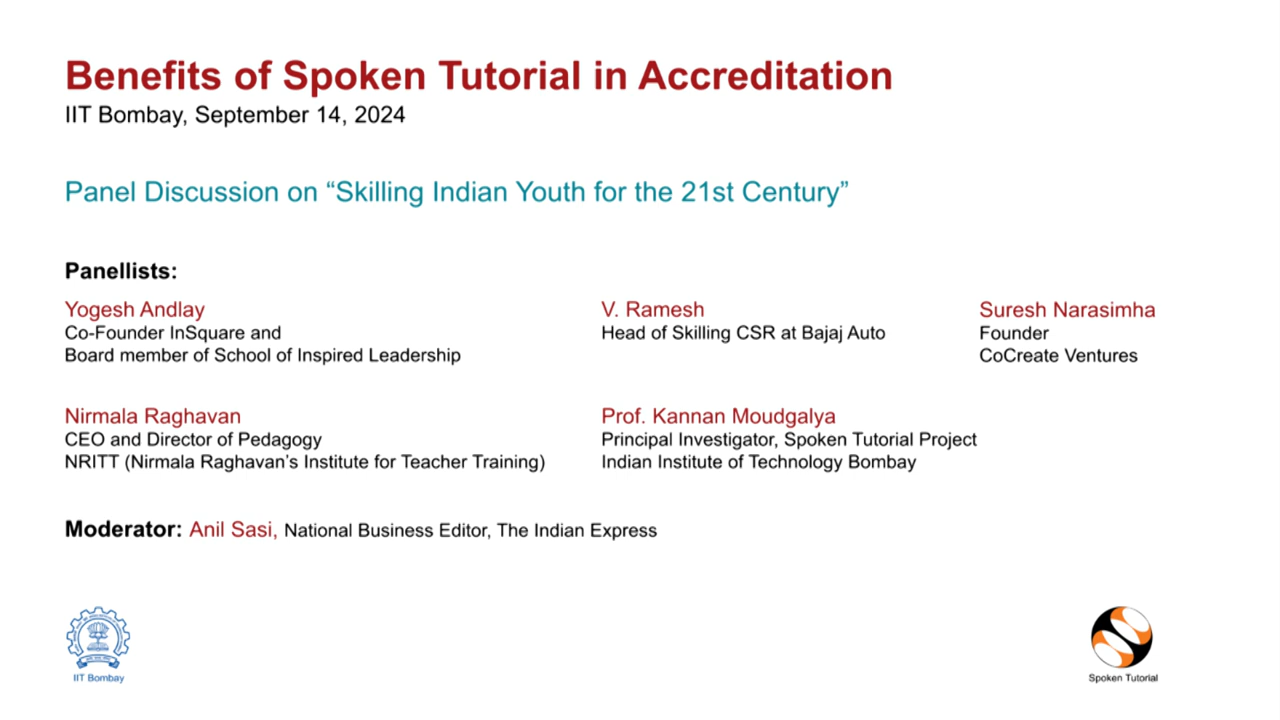 Benefits of Spoken Tutorial in Accreditation
IIT Bombay, September 14, 2024
Panel Discussion on “Skilling Indian Youth for the 21st Century”
Panellists:
Yogesh Andlay
Co-Founder InSquare and
Board member of School of Inspired Leadership
V. Ramesh
Head of Skilling CSR at Bajaj Auto
Suresh Narasimha
Founder
CoCreate Ventures
Nirmala Raghavan
CEO and Director of Pedagogy
NRITT (Nirmala Raghavan’s Institute for Teacher Training)
Prof. Kannan Moudgalya
Principal Investigator, Spoken Tutorial Project
Indian Institute of Technology Bombay
Moderator: Anil Sasi, National Business Editor, The Indian Express
IIT Bombay
Spoken Tutorial